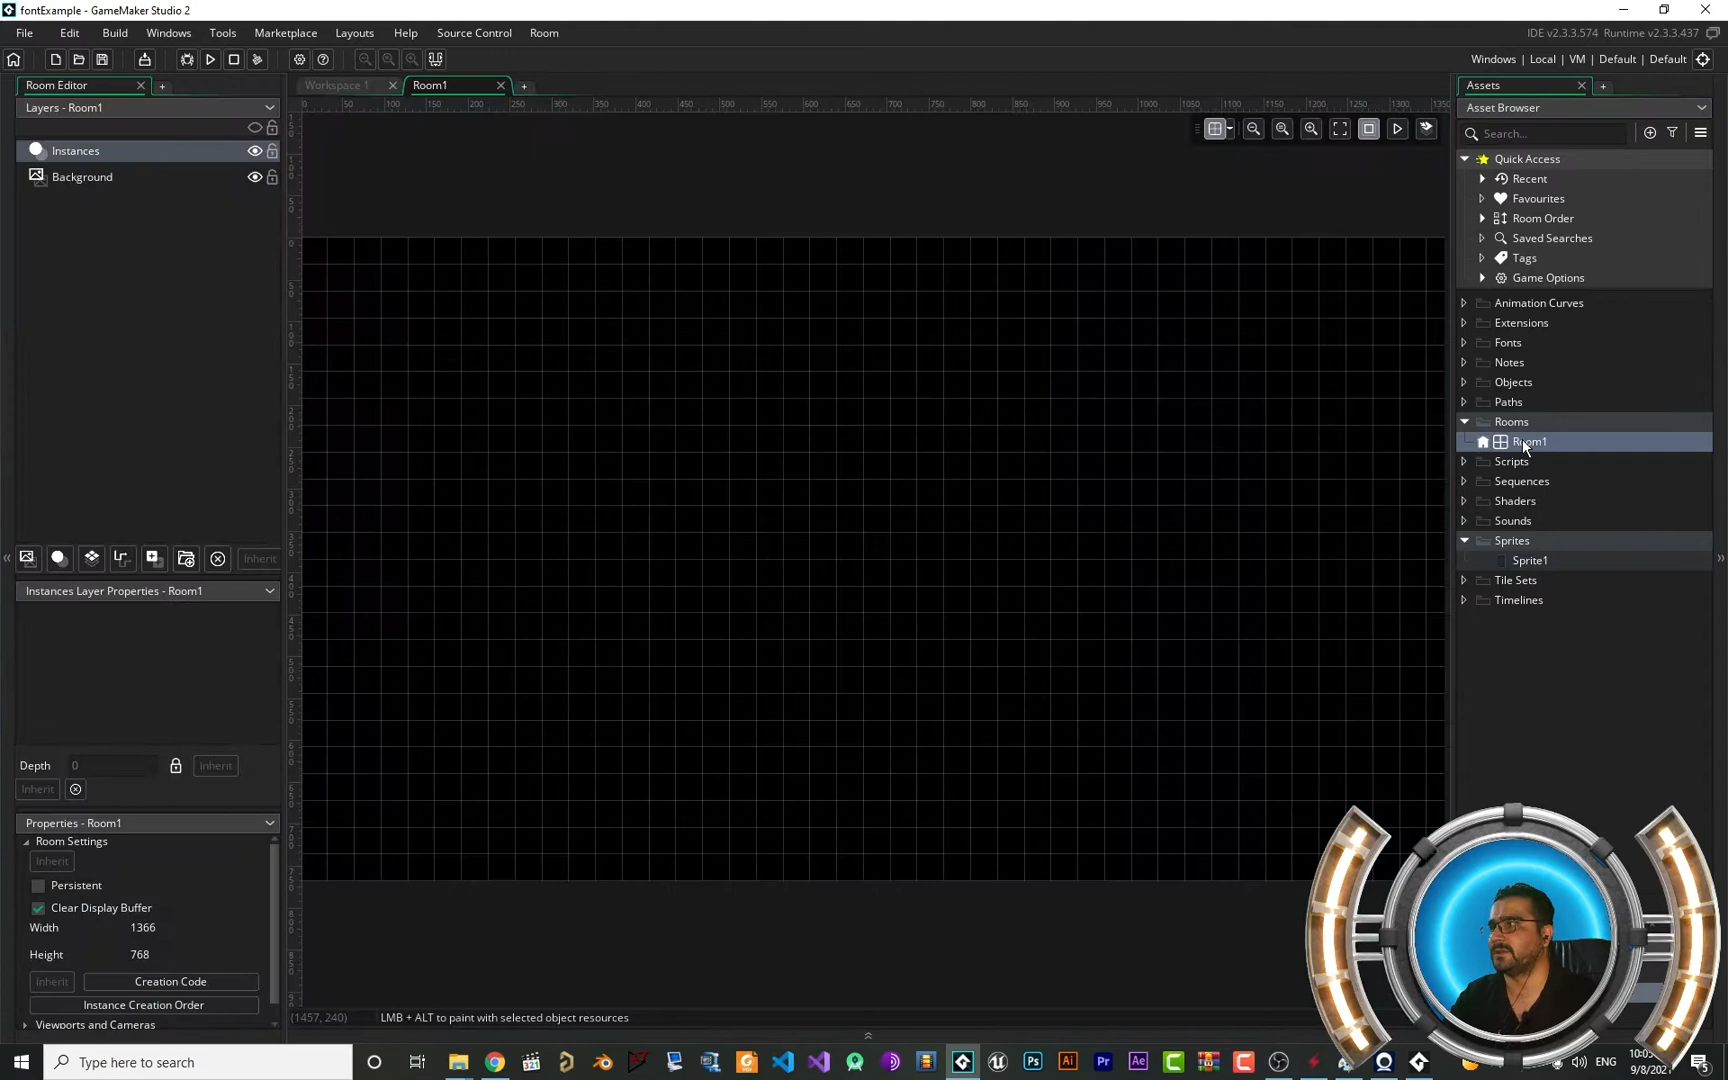 fontExample - GameMaker Studio 2
File Edit Build Windows Tools Help Marketplace Layouts Source Control Room
IDE v2.3.3.574 Runtime v2.3.3.437
Windows | Local | VM | Default | Default
Room Editor
Workspace 1
Room1
Assets
Layers - Room1
Asset Browser
Search...
Instances
Background
Quick Access
Recent
Favourites
Room Order
Saved Searches
Tags
Game Options
Animation Curves
Extensions
Fonts
Notes
Objects
Paths
Rooms
Room1
Scripts
Sequences
Shaders
Sounds
Sprites
Sprite1
Tile Sets
Timelines
Inherit
Instances Layer Properties - Room1
Depth 0 Inherit
Inherit
Properties - Room1
Room Settings
Inherit
Persistent
Clear Display Buffer
Width 1366
Height 768
Inherit Creation Code
Instance Creation Order
Viewports and Cameras
(1457, 240) LMB + ALT to paint with selected object resources
Type here to search
ENG